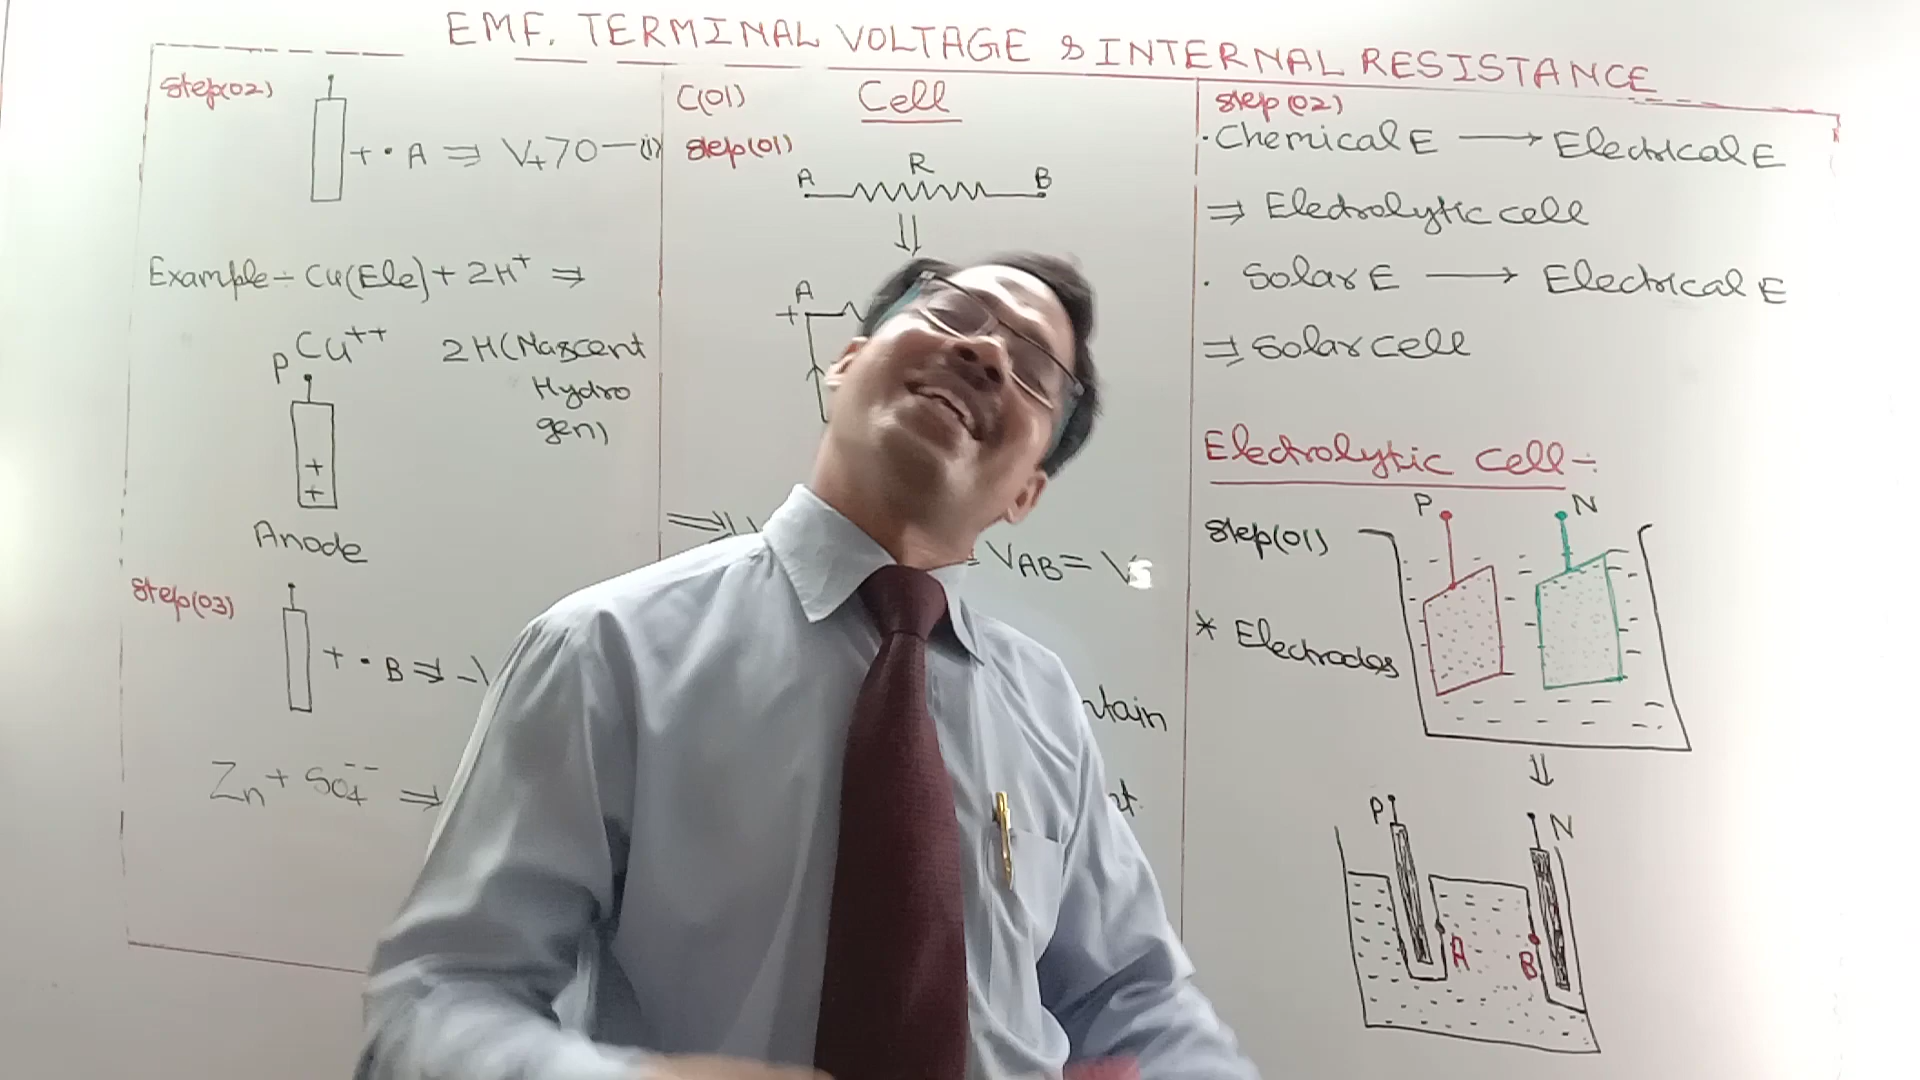 EMF, TERMINAL VOLTAGE & INTERNAL RESISTANCE
Step(02)
+ • A ⇒ V+ > 0 — (i)
Example ÷ Cu(Ele) + 2H⁺ ⇒
Cu⁺⁺ 2H(Nascent
Hydro
gen)
P
+
+
Anode
Step(03)
+ • B ⇒ -V
Zn + SO₄⁻⁻ ⇒
C(01) Cell
Step(01)
A R B
⇓
A
+
⇒
= VAB = Vs
ntain
Step(02)
• Chemical E → Electrical E
⇒ Electrolytic cell
• Solar E → Electrical E
⇒ Solar cell
Electrolytic Cell ÷
Step(01)
P N
* Electrodes
⇓
P N
A B